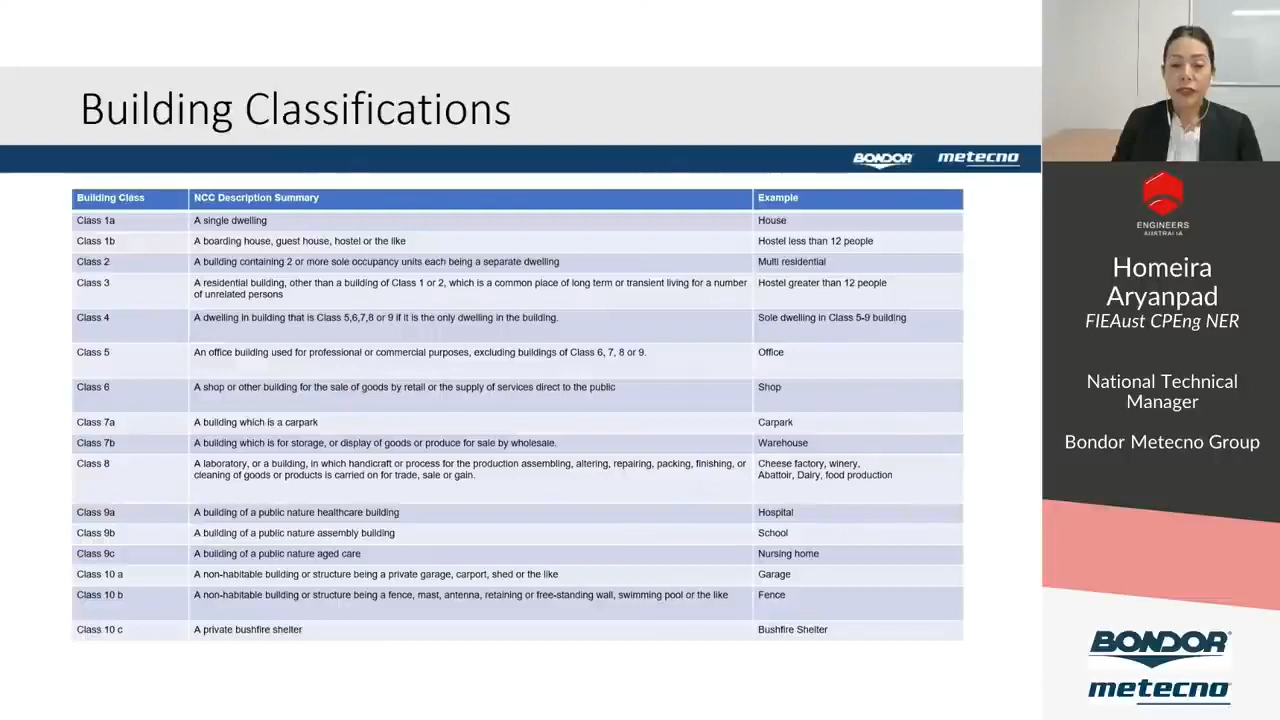 Building Classifications
BONDOR metecno
Building Class NCC Description Summary Example
Class 1a A single dwelling House
Class 1b A boarding house, guest house, hostel or the like Hostel less than 12 people
Class 2 A building containing 2 or more sole occupancy units each being a separate dwelling Multi residential
Class 3 A residential building, other than a building of Class 1 or 2, which is a common place of long term or transient living for a number Hostel greater than 12 people
of unrelated persons
Class 4 A dwelling in building that is Class 5,6,7,8 or 9 if it is the only dwelling in the building. Sole dwelling in Class 5-9 building
Class 5 An office building used for professional or commercial purposes, excluding buildings of Class 6, 7, 8 or 9. Office
Class 6 A shop or other building for the sale of goods by retail or the supply of services direct to the public Shop
Class 7a A building which is a carpark Carpark
Class 7b A building which is for storage, or display of goods or produce for sale by wholesale. Warehouse
Class 8 A laboratory, or a building, in which handicraft or process for the production assembling, altering, repairing, packing, finishing, or Cheese factory, winery,
cleaning of goods or products is carried on for trade, sale or gain. Abattoir, Dairy, food production
Class 9a A building of a public nature healthcare building Hospital
Class 9b A building of a public nature assembly building School
Class 9c A building of a public nature aged care Nursing home
Class 10 a A non-habitable building or structure being a private garage, carport, shed or the like Garage
Class 10 b A non-habitable building or structure being a fence, mast, antenna, retaining or free-standing wall, swimming pool or the like Fence
Class 10 c A private bushfire shelter Bushfire Shelter
ENGINEERS
AUSTRALIA
Homeira
Aryanpad
FIEAust CPEng NER
National Technical
Manager
Bondor Metecno Group
BONDOR
metecno